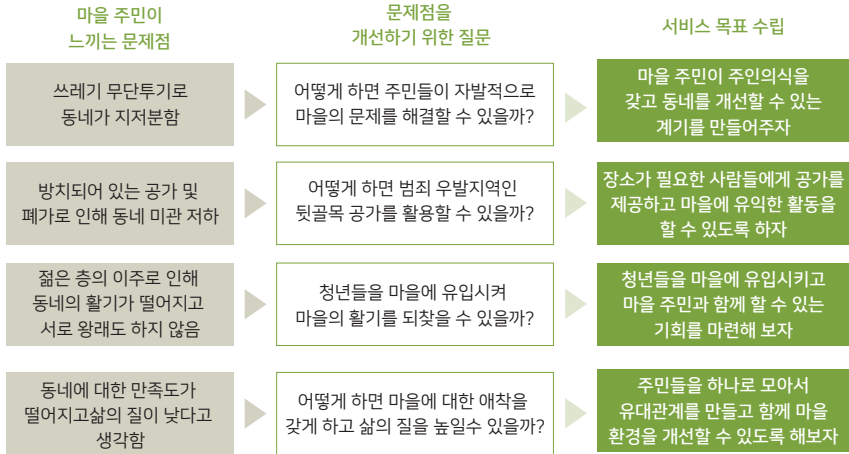 마을 주민이
느끼는 문제점
문제점을
개선하기 위한 질문
서비스 목표 수립
쓰레기 무단투기로
동네가 지저분함
어떻게 하면 주민들이 자발적으로
마을의 문제를 해결할 수 있을까?
마을 주민이 주인의식을
갖고 동네를 개선할 수 있는
계기를 만들어주자
방치되어 있는 공가 및
폐가로 인해 동네 미관 저하
어떻게 하면 범죄 우발지역인
뒷골목 공가를 활용할 수 있을까?
장소가 필요한 사람들에게 공가를
제공하고 마을에 유익한 활동을
할 수 있도록 하자
젊은 층의 이주로 인해
동네의 활기가 떨어지고
서로 왕래도 하지 않음
청년들을 마을에 유입시켜
마을의 활기를 되찾을 수 있을까?
청년들을 마을에 유입시키고
마을 주민과 함께 할 수 있는
기회를 마련해 보자
동네에 대한 만족도가
떨어지고삶의 질이 낮다고
생각함
어떻게 하면 마을에 대한 애착을
갖게 하고 삶의 질을 높일수 있을까?
주민들을 하나로 모아서
유대관계를 만들고 함께 마을
환경을 개선할 수 있도록 해보자